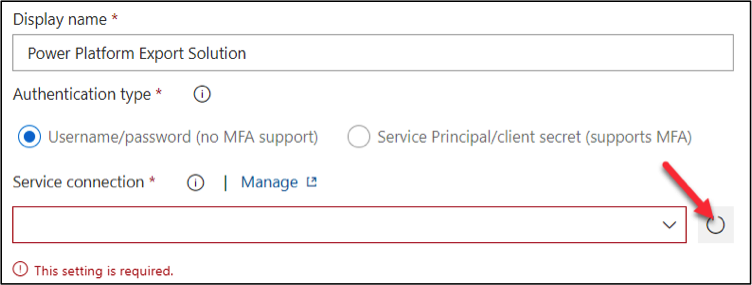 Display name *
Power Platform Export Solution
Authentication type *
Username/password (no MFA support) Service Principal/client secret (supports MFA)
Service connection * | Manage
This setting is required.